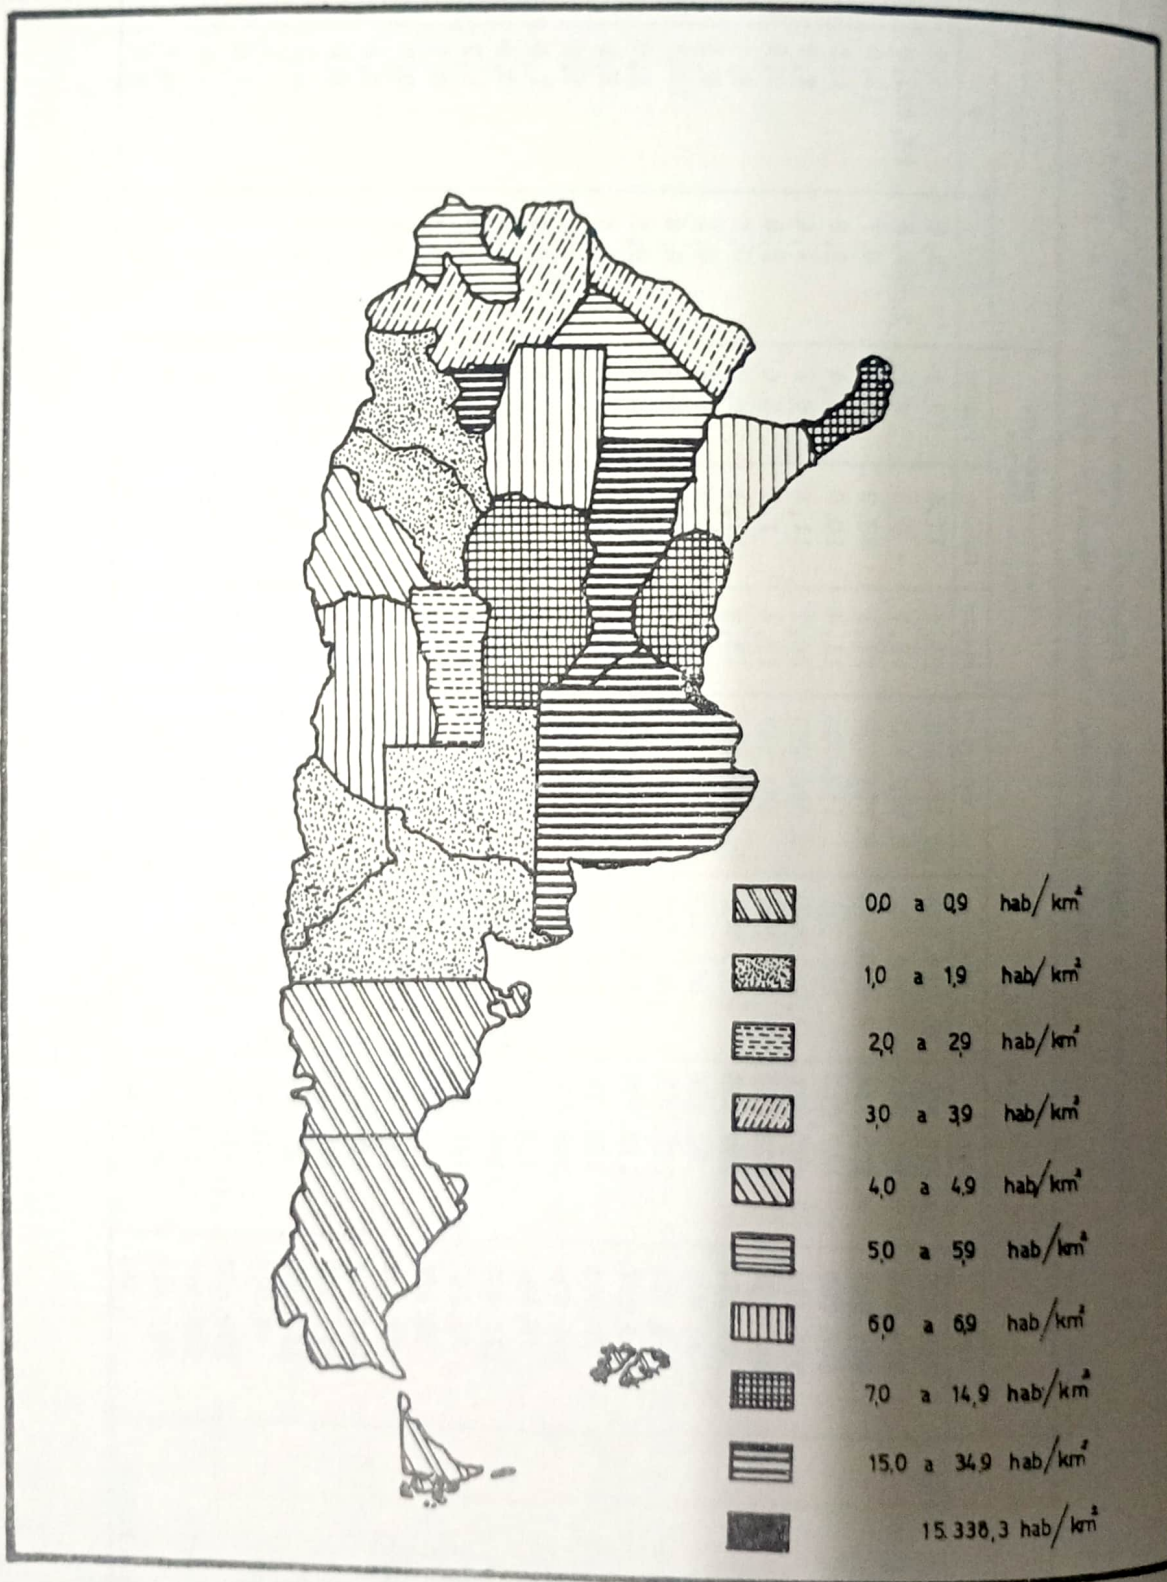 0,0 a 0,9 hab/km²
1,0 a 1,9 hab/km²
2,0 a 2,9 hab/km²
3,0 a 3,9 hab/km²
4,0 a 4,9 hab/km²
5,0 a 5,9 hab/km²
6,0 a 6,9 hab/km²
7,0 a 14,9 hab/km²
15,0 a 34,9 hab/km²
15.338,3 hab/km²